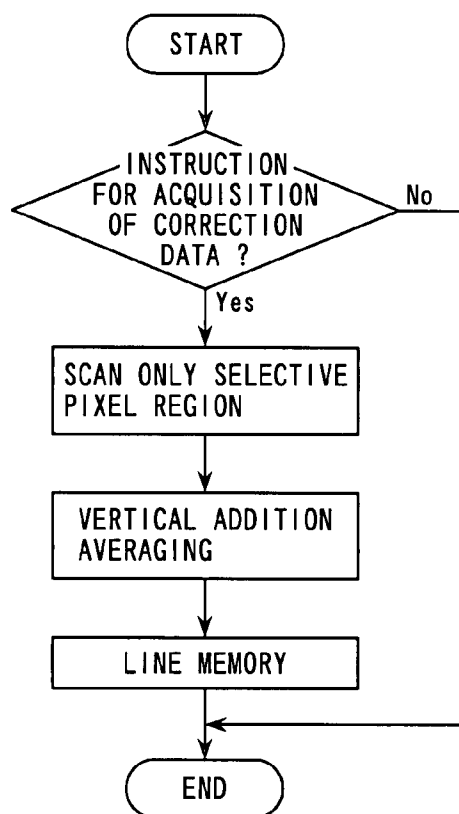 START
INSTRUCTION
FOR ACQUISITION
OF CORRECTION
DATA ?
No
Yes
SCAN ONLY SELECTIVE
PIXEL REGION
VERTICAL ADDITION
AVERAGING
LINE MEMORY
END